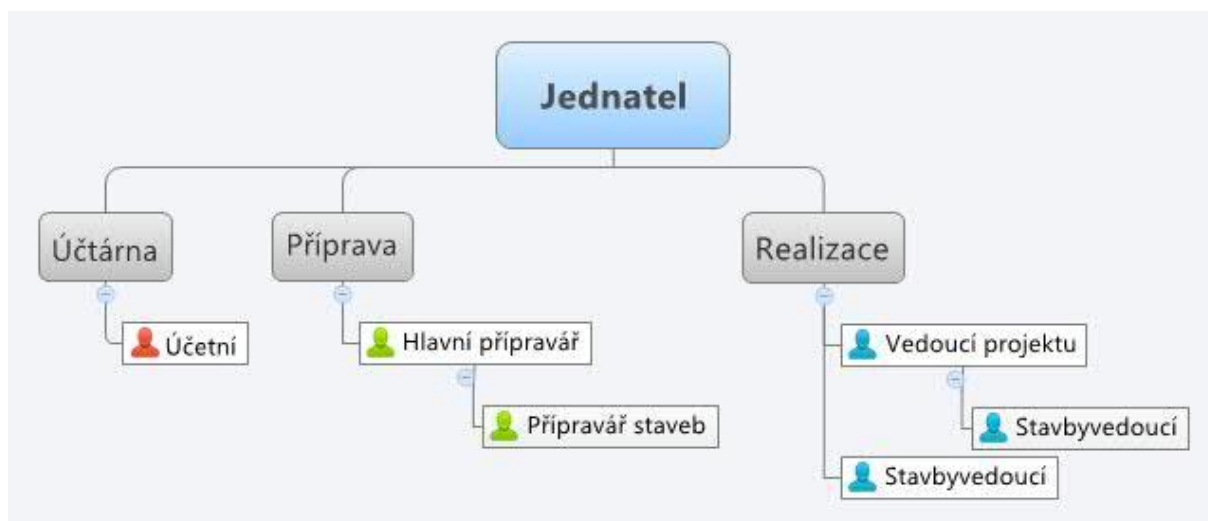 Jednatel
Účtárna
Příprava
Realizace
Účetní
Hlavní přípravář
Vedoucí projektu
Přípravář staveb
Stavbyvedoucí
Stavbyvedoucí